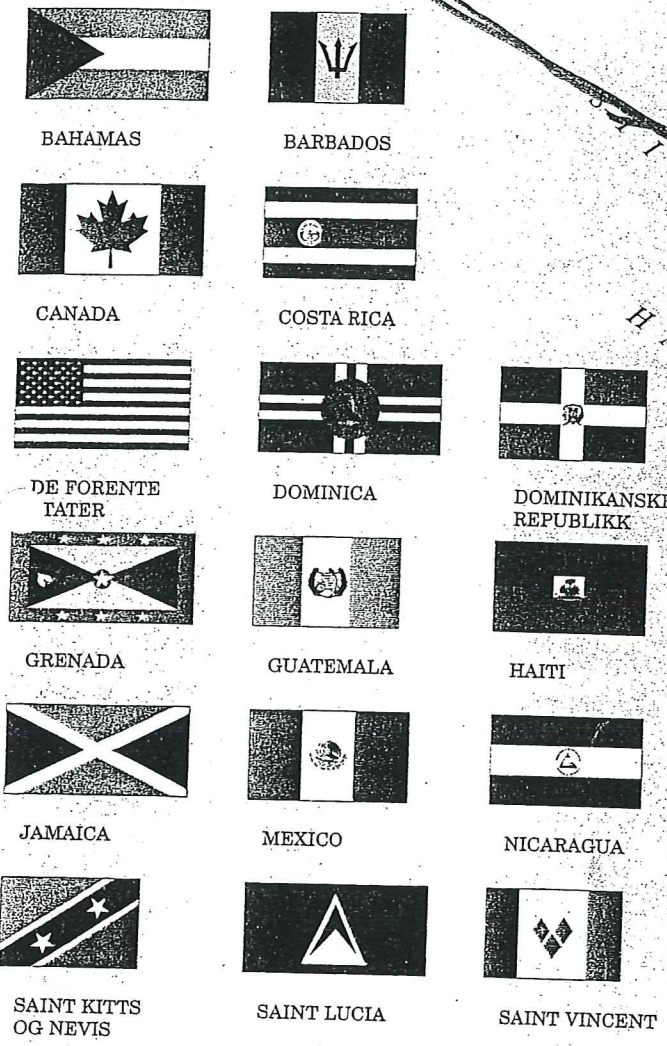 BAHAMAS
BARBADOS
CANADA
COSTA RICA
DE FORENTE
TATER
DOMINICA
DOMINIKANSKE
REPUBLIKK
GRENADA
GUATEMALA
HAITI
JAMAICA
MEXICO
NICARAGUA
SAINT KITTS
OG NEVIS
SAINT LUCIA
SAINT VINCENT